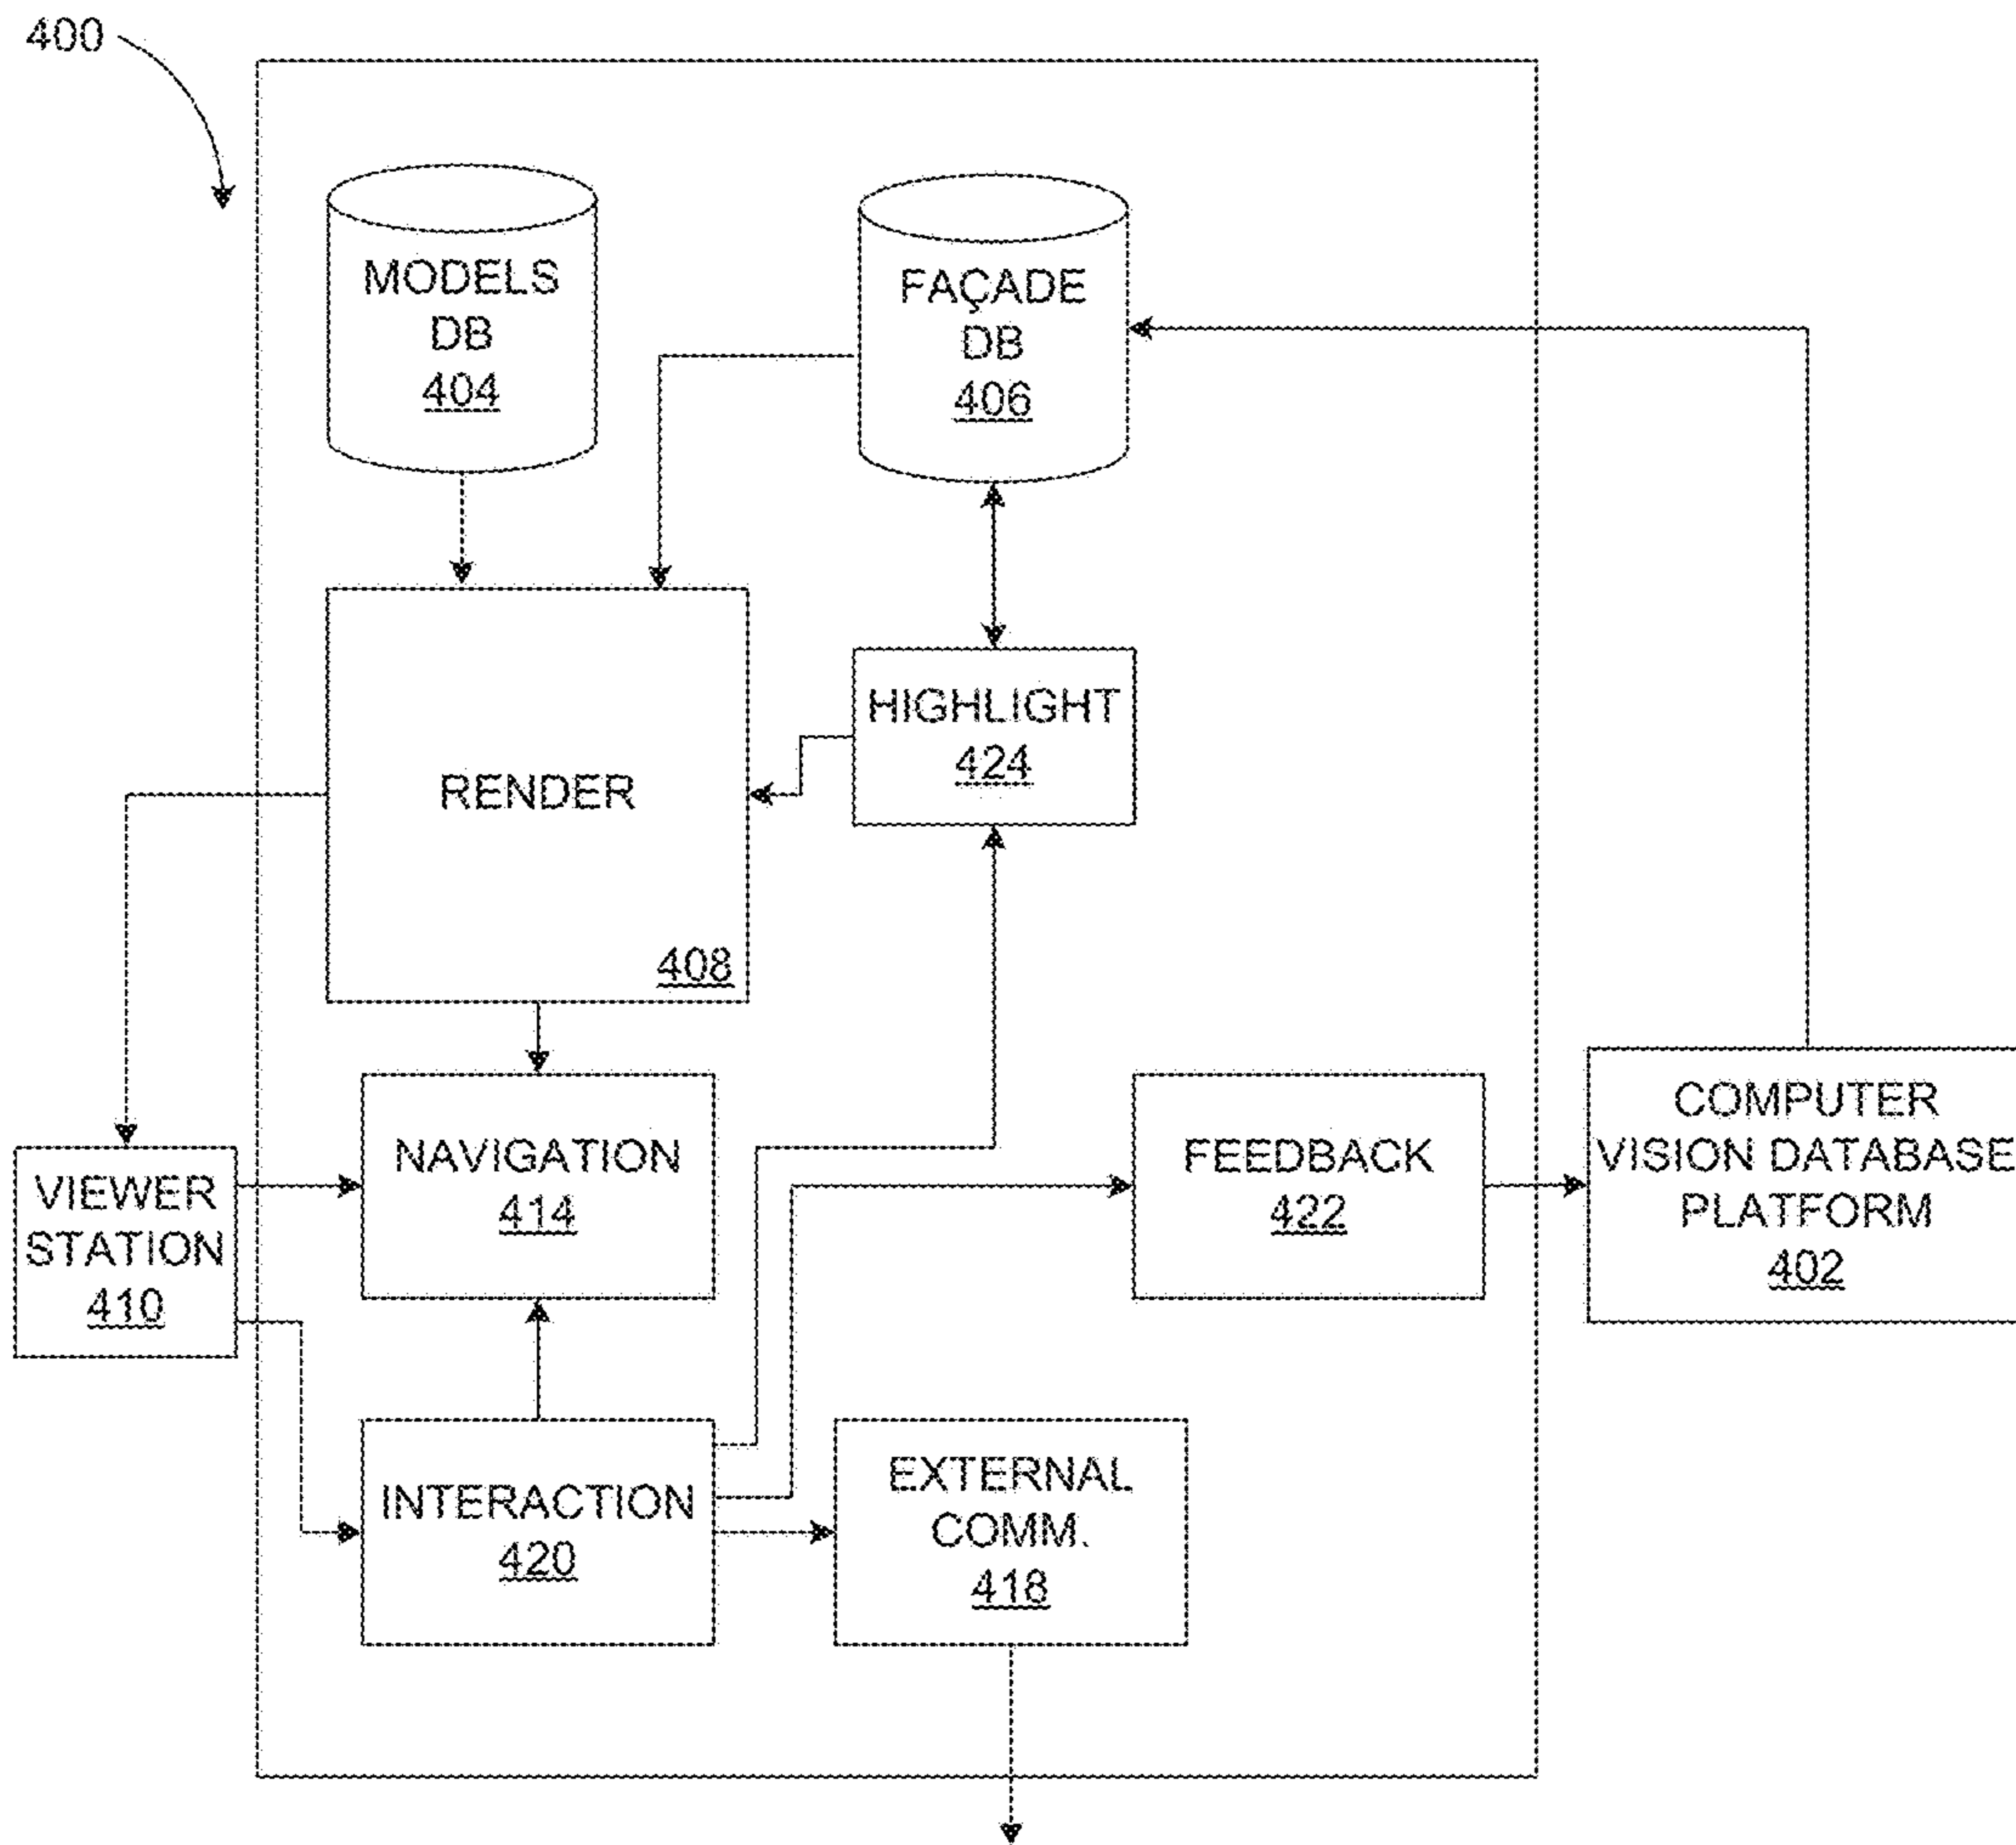 400
MODELS
DB
404
FAÇADE
DB
406
HIGHLIGHT
424
RENDER
408
NAVIGATION
414
FEEDBACK
422
COMPUTER
VISION DATABASE
PLATFORM
402
VIEWER
STATION
410
INTERACTION
420
EXTERNAL
COMM.
418